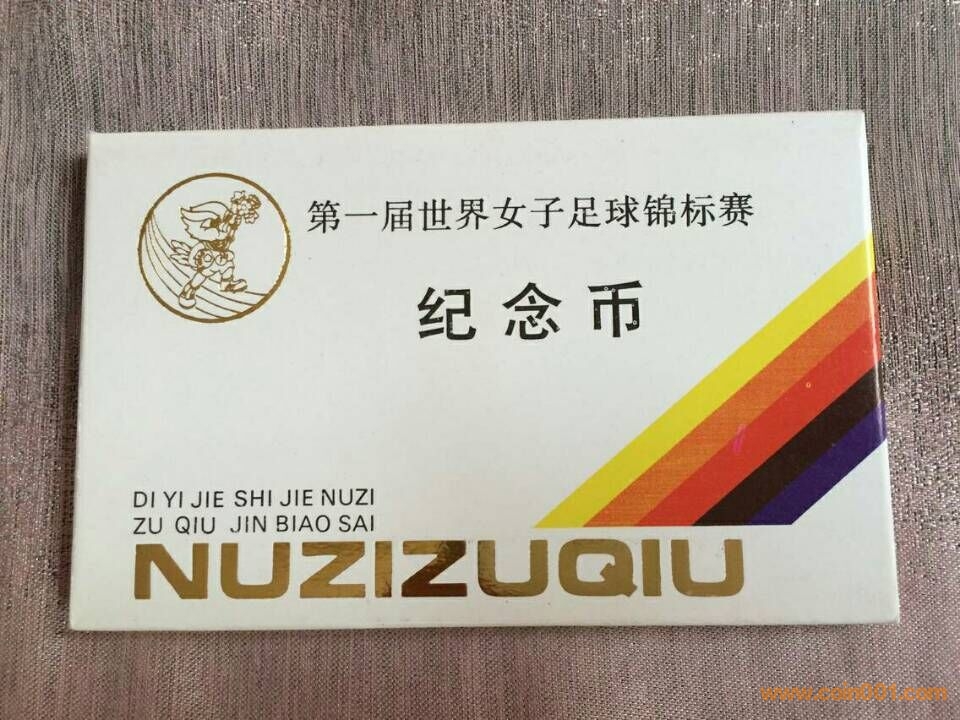 第一届世界女子足球锦标赛
纪念币
DI YI JIE SHI JIE NUZI
ZU QIU JIN BIAO SAI
NUZIZUQIU
www.coin001.com